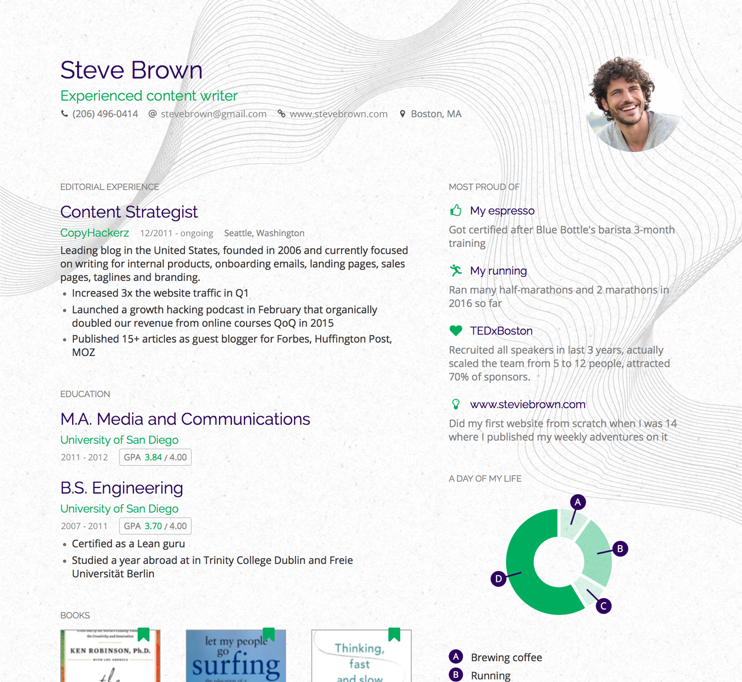 Steve Brown
Experienced content writer
(206) 496-0414 @ stevebrown@gmail.com www.stevebrown.com Boston, MA
EDITORIAL EXPERIENCE
Content Strategist
CopyHackerz 12/2011 - ongoing Seattle, Washington
Leading blog in the United States, founded in 2006 and currently focused
on writing for internal products, onboarding emails, landing pages, sales
pages, taglines and branding.
• Increased 3x the website traffic in Q1
• Launched a growth hacking podcast in February that organically
doubled our revenue from online courses QoQ in 2015
• Published 15+ articles as guest blogger for Forbes, Huffington Post,
MOZ
EDUCATION
M.A. Media and Communications
University of San Diego
2011 - 2012 GPA 3.84 / 4.00
B.S. Engineering
University of San Diego
2007 - 2011 GPA 3.70 / 4.00
• Certified as a Lean guru
• Studied a year abroad at in Trinity College Dublin and Freie
Universität Berlin
BOOKS
the Creativity and Innovation
KEN ROBINSON, Ph.D.
WITH LOU ARONICA
the
let my people
go
surfing
Thinking,
fast
and slow
MOST PROUD OF
My espresso
Got certified after Blue Bottle's barista 3-month
training
My running
Ran many half-marathons and 2 marathons in
2016 so far
TEDxBoston
Recruited all speakers in last 3 years, actually
scaled the team from 5 to 12 people, attracted
70% of sponsors.
www.steviebrown.com
Did my first website from scratch when I was 14
where I published my weekly adventures on it
A DAY OF MY LIFE
A
B
D
C
A Brewing coffee
B Running